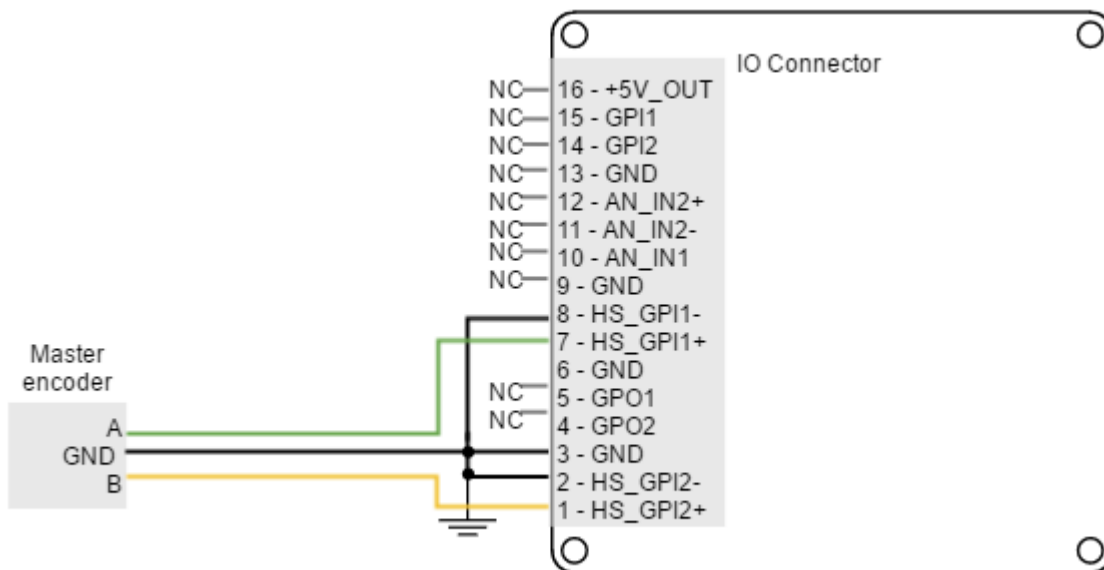 IO Connector
NC 16 - +5V_OUT
NC 15 - GPI1
NC 14 - GPI2
NC 13 - GND
NC 12 - AN_IN2+
NC 11 - AN_IN2-
NC 10 - AN_IN1
NC 9 - GND
8 - HS_GPI1-
7 - HS_GPI1+
6 - GND
NC 5 - GPO1
NC 4 - GPO2
3 - GND
2 - HS_GPI2-
1 - HS_GPI2+
Master
encoder
A
GND
B